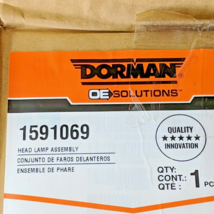 DORMAN
OE SOLUTIONS
1591069
HEAD LAMP ASSEMBLY
CONJUNTO DE FAROS DELANTEROS
ENSEMBLE DE PHARE
QUALITY
INNOVATION
QTY:
CONT.: 1 PC
QTE :